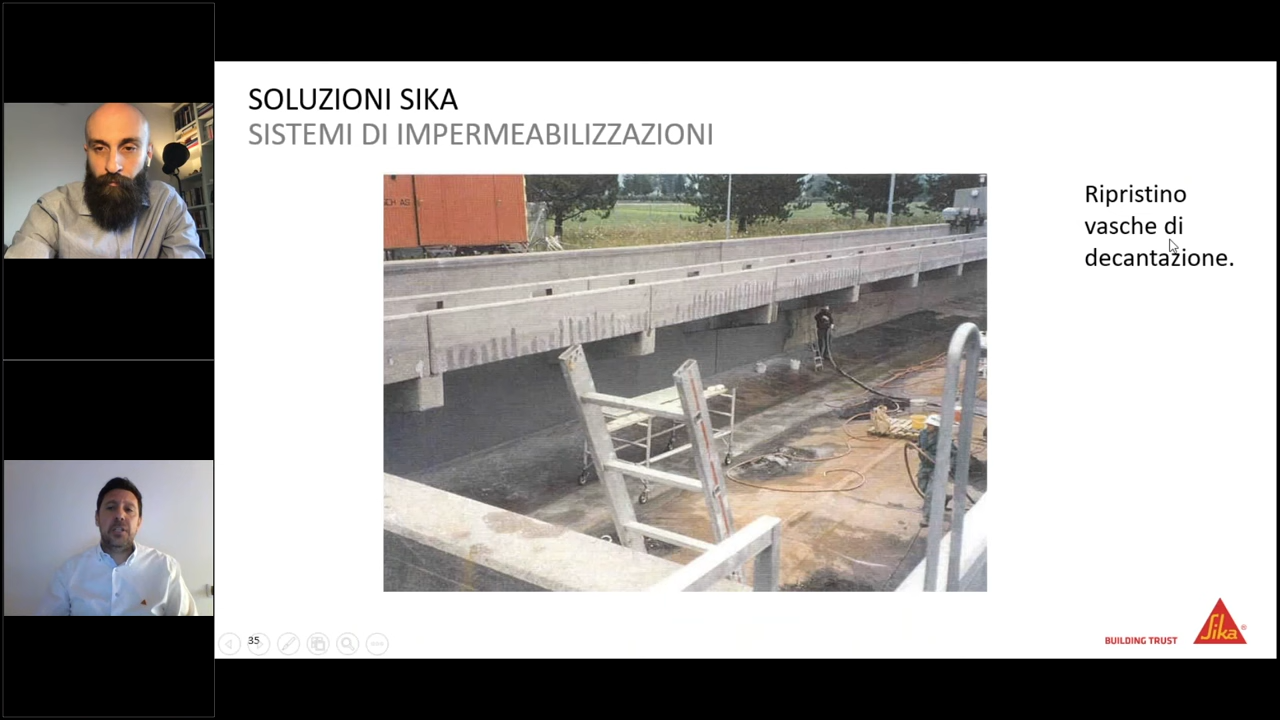 SOLUZIONI SIKA
SISTEMI DI IMPERMEABILIZZAZIONI
Ripristino
vasche di
decantazione.
35
BUILDING TRUST
Sika